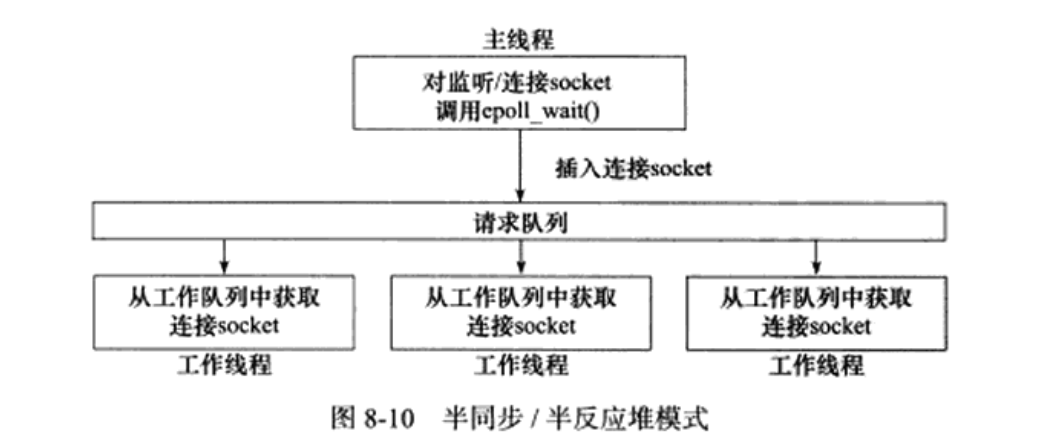 主线程
对监听/连接socket
调用epoll_wait()
插入连接socket
请求队列
从工作队列中获取
连接socket
工作线程
从工作队列中获取
连接socket
工作线程
从工作队列中获取
连接socket
工作线程
图 8-10 半同步 / 半反应堆模式